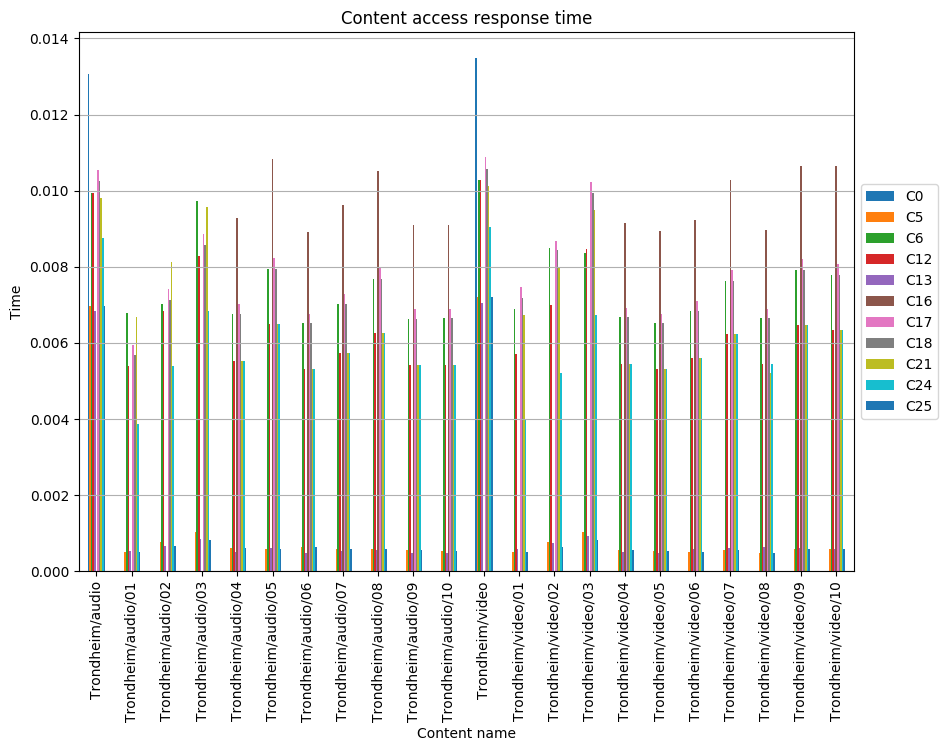 Content access response time
Time
0.014
0.012
0.010
0.008
0.006
0.004
0.002
0.000
Trondheim/audio
Trondheim/audio/01
Trondheim/audio/02
Trondheim/audio/03
Trondheim/audio/04
Trondheim/audio/05
Trondheim/audio/06
Trondheim/audio/07
Trondheim/audio/08
Trondheim/audio/09
Trondheim/audio/10
Trondheim/video
Trondheim/video/01
Trondheim/video/02
Trondheim/video/03
Trondheim/video/04
Trondheim/video/05
Trondheim/video/06
Trondheim/video/07
Trondheim/video/08
Trondheim/video/09
Trondheim/video/10
Content name
C0
C5
C6
C12
C13
C16
C17
C18
C21
C24
C25